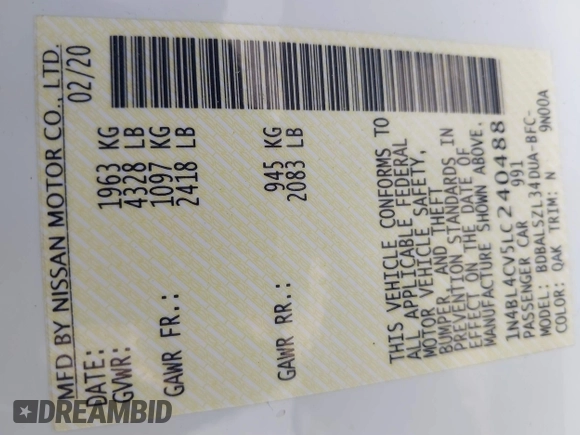 MFD BY NISSAN MOTOR CO., LTD.
DATE: 02/20
GVWR: 1963 KG
4328 LB
GAWR FR.: 1097 KG
2418 LB
GAWR RR.: 945 KG
2083 LB
THIS VEHICLE CONFORMS TO
ALL APPLICABLE FEDERAL
MOTOR VEHICLE SAFETY,
BUMPER, AND THEFT
PREVENTION STANDARDS IN
EFFECT ON THE DATE OF
MANUFACTURE SHOWN ABOVE.
1N4BL4CV5LC240488
PASSENGER CAR 991
MODEL: BDBALSZL34DUA-BFC-
COLOR: QAK TRIM: N 9N00A
DREAMBID